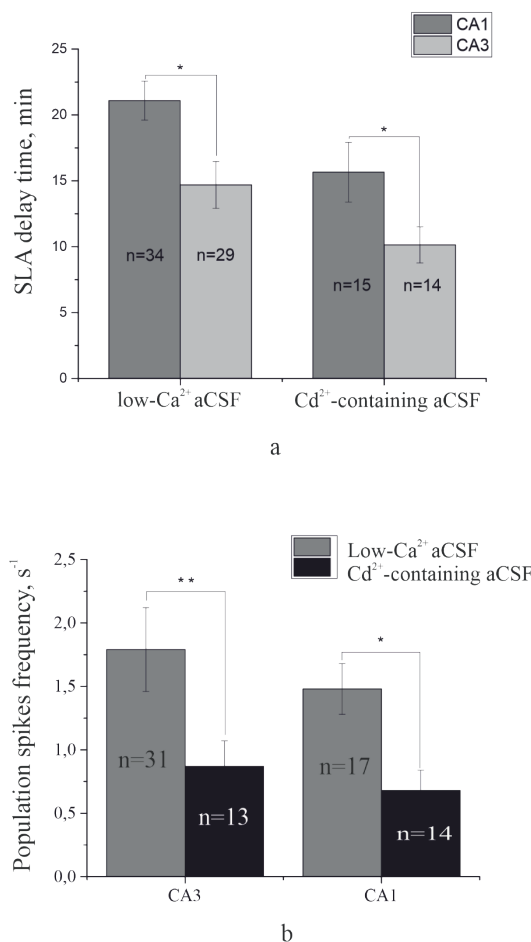 CA1
CA3
SLA delay time, min
25
20
15
10
5
0
*
*
n=34
n=29
n=15
n=14
low-Ca²⁺ aCSF
Cd²⁺-containing aCSF
a
Low-Ca²⁺ aCSF
Cd²⁺-containing aCSF
Population spikes frequency, s⁻¹
2,5
2,0
1,5
1,0
0,5
0,0
**
*
n=31
n=13
n=17
n=14
CA3
CA1
b